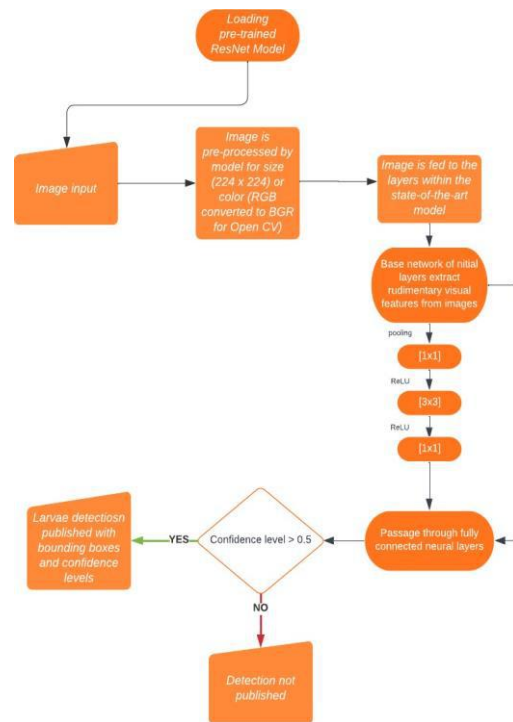 Loading
pre-trained
ResNet Model
Image input
Image is
pre-processed by
model for size
(224 x 224) or
color (RGB
converted to BGR
for Open CV)
Image is fed to the
layers within the
state-of-the-art
model
Base network of nitial
layers extract
rudimentary visual
features from images
pooling
[1x1]
ReLU
[3x3]
ReLU
[1x1]
Passage through fully
connected neural layers
Confidence level > 0.5
YES
Larvae detectiosn
published with
bounding boxes
and confidence
levels
NO
Detection not
published